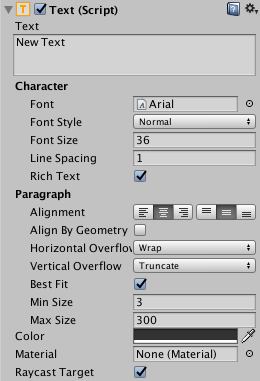 T Text (Script)
Text
New Text
Character
Font Arial
Font Style Normal
Font Size 36
Line Spacing 1
Rich Text
Paragraph
Alignment
Align By Geometry
Horizontal Overflow Wrap
Vertical Overflow Truncate
Best Fit
Min Size 3
Max Size 300
Color
Material None (Material)
Raycast Target